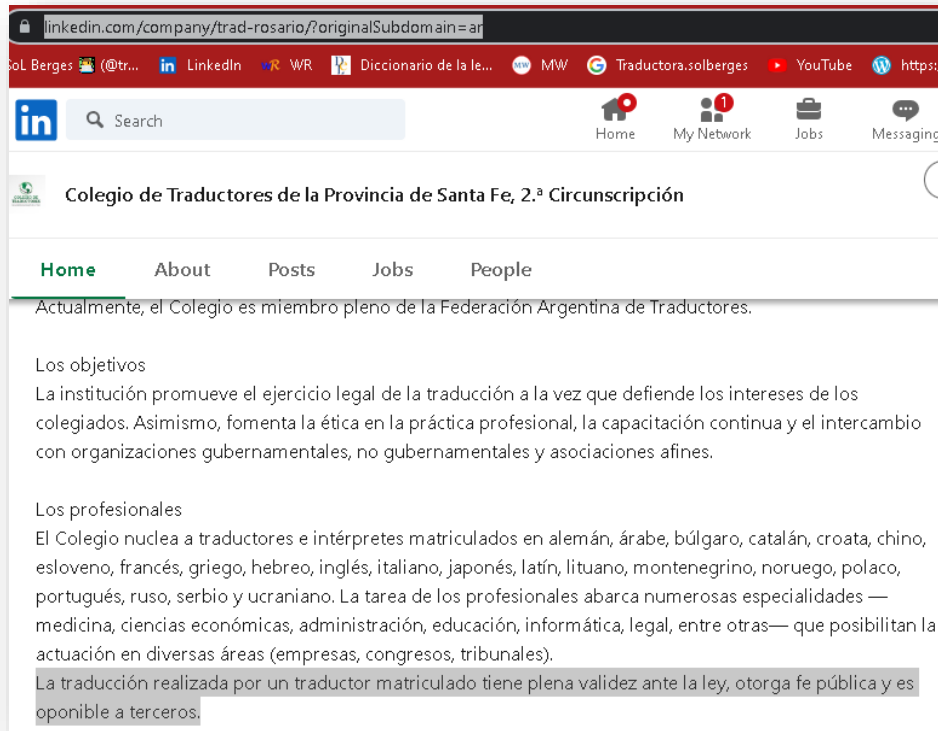 linkedin.com/company/trad-rosario/?originalSubdomain=ar
SoL Berges (@tr... in LinkedIn WR WR Diccionario de la le... MW MW G Traductora.solberges YouTube https:
in Search Home 1 My Network Jobs Messaging
Colegio de Traductores de la Provincia de Santa Fe, 2.ª Circunscripción
Home About Posts Jobs People
Actualmente, el Colegio es miembro pleno de la Federación Argentina de Traductores.
Los objetivos
La institución promueve el ejercicio legal de la traducción a la vez que defiende los intereses de los
colegiados. Asimismo, fomenta la ética en la práctica profesional, la capacitación continua y el intercambio
con organizaciones gubernamentales, no gubernamentales y asociaciones afines.
Los profesionales
El Colegio nuclea a traductores e intérpretes matriculados en alemán, árabe, búlgaro, catalán, croata, chino,
esloveno, francés, griego, hebreo, inglés, italiano, japonés, latín, lituano, montenegrino, noruego, polaco,
portugués, ruso, serbio y ucraniano. La tarea de los profesionales abarca numerosas especialidades —
medicina, ciencias económicas, administración, educación, informática, legal, entre otras— que posibilitan la
actuación en diversas áreas (empresas, congresos, tribunales).
La traducción realizada por un traductor matriculado tiene plena validez ante la ley, otorga fe pública y es
oponible a terceros.